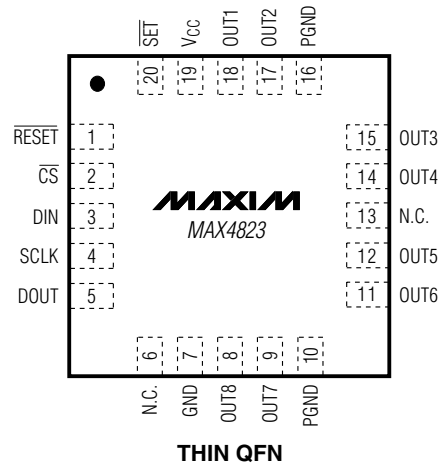 SET VCC OUT1 OUT2 PGND
20 19 18 17 16
RESET 1 15 OUT3
CS 2 14 OUT4
DIN 3 MAXIM 13 N.C.
MAX4823
SCLK 4 12 OUT5
DOUT 5 11 OUT6
6 7 8 9 10
N.C. GND OUT8 OUT7 PGND
THIN QFN